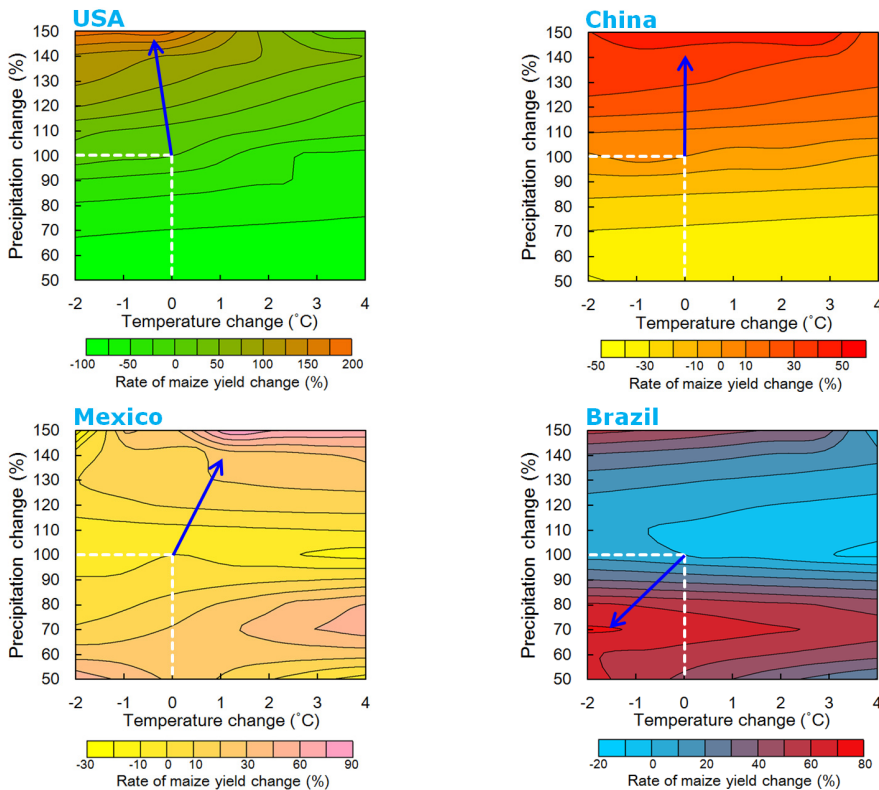 USA
Precipitation change (%)
150
140
130
120
110
100
90
80
70
60
50
-2 -1 0 1 2 3 4
Temperature change (˚C)
-100 -50 0 50 100 150 200
Rate of maize yield change (%)
China
Precipitation change (%)
150
140
130
120
110
100
90
80
70
60
50
-2 -1 0 1 2 3 4
Temperature change (˚C)
-50 -30 -10 0 10 30 50
Rate of maize yield change (%)
Mexico
Precipitation change (%)
150
140
130
120
110
100
90
80
70
60
50
-2 -1 0 1 2 3 4
Temperature change (˚C)
-30 -10 0 10 30 60 90
Rate of maize yield change (%)
Brazil
Precipitation change (%)
150
140
130
120
110
100
90
80
70
60
50
-2 -1 0 1 2 3 4
Temperature change (˚C)
-20 0 20 40 60 80
Rate of maize yield change (%)